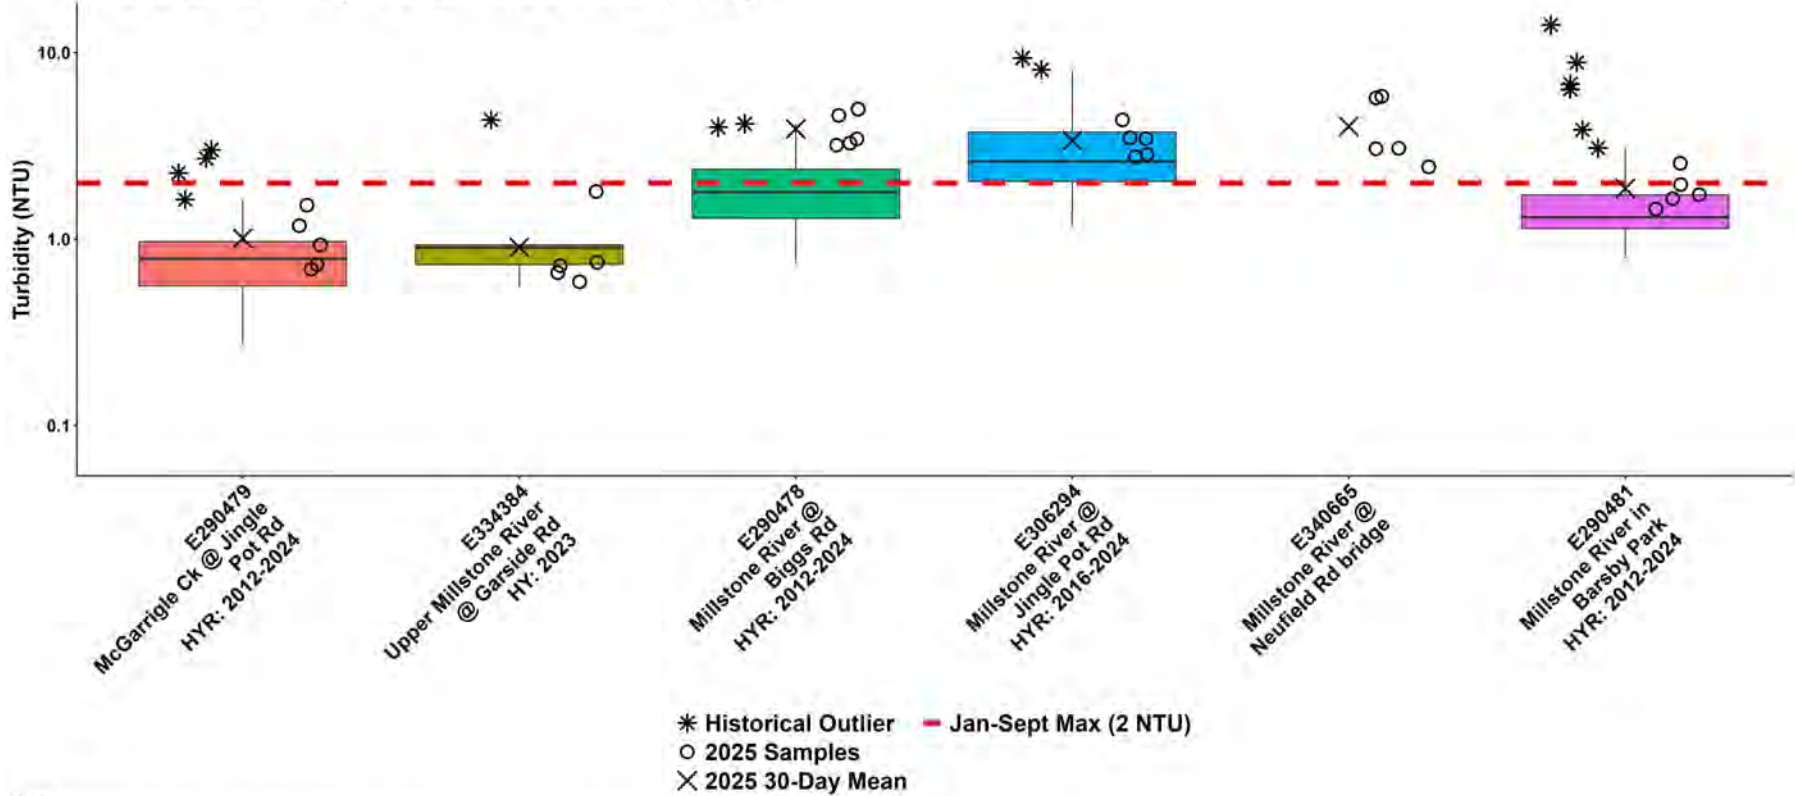 10.0
1.0
0.1
Turbidity (NTU)
E290479
McGarrigle Ck @ Jingle
Pot Rd
HYR: 2012-2024
E334384
Upper Millstone River
@ Garside Rd
HY: 2023
E290478
Millstone River @
Biggs Rd
HYR: 2012-2024
E306294
Millstone River @
Jingle Pot Rd
HYR: 2016-2024
E340665
Millstone River @
Neufield Rd bridge
E290481
Millstone River in
Barsby Park
HYR: 2012-2024
Historical Outlier
2025 Samples
2025 30-Day Mean
Jan-Sept Max (2 NTU)